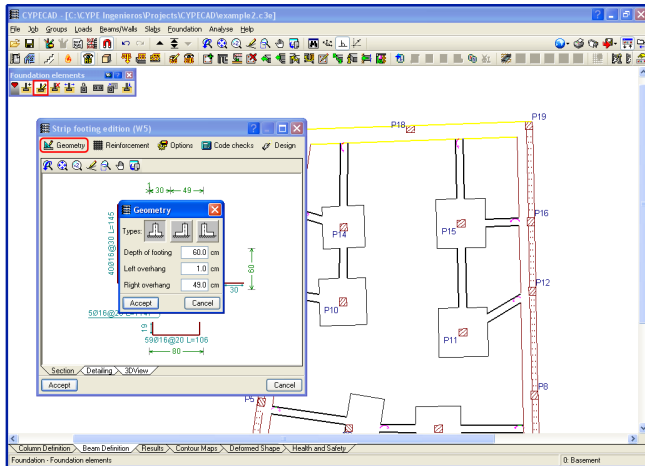 CYPECAD - [C:\CYPE Ingenieros\Projects\CYPECAD\example2.c3e]
File Job Groups Loads Beams/Walls Slabs Foundation Analyse Groups Help
Foundation elements
Strip footing edition (W5)
Geometry Reinforcement Options Code checks Design
30 49
40Ø16@30 L=145
Geometry
Types:
Depth of footing 60.0 cm
Left overhang 1.0 cm
Right overhang 49.0 cm
Accept Cancel
60
30
5Ø16@20
19
59Ø16@20 L=106
80
Section Detailing 3DView
Accept Cancel
P18
P19
P14
P15
P16
P10
P12
P11
P5
P8
Column Definition Beam Definition Results Contour Maps Deformed Shape Health and Safety
Foundation - Foundation elements 0: Basement